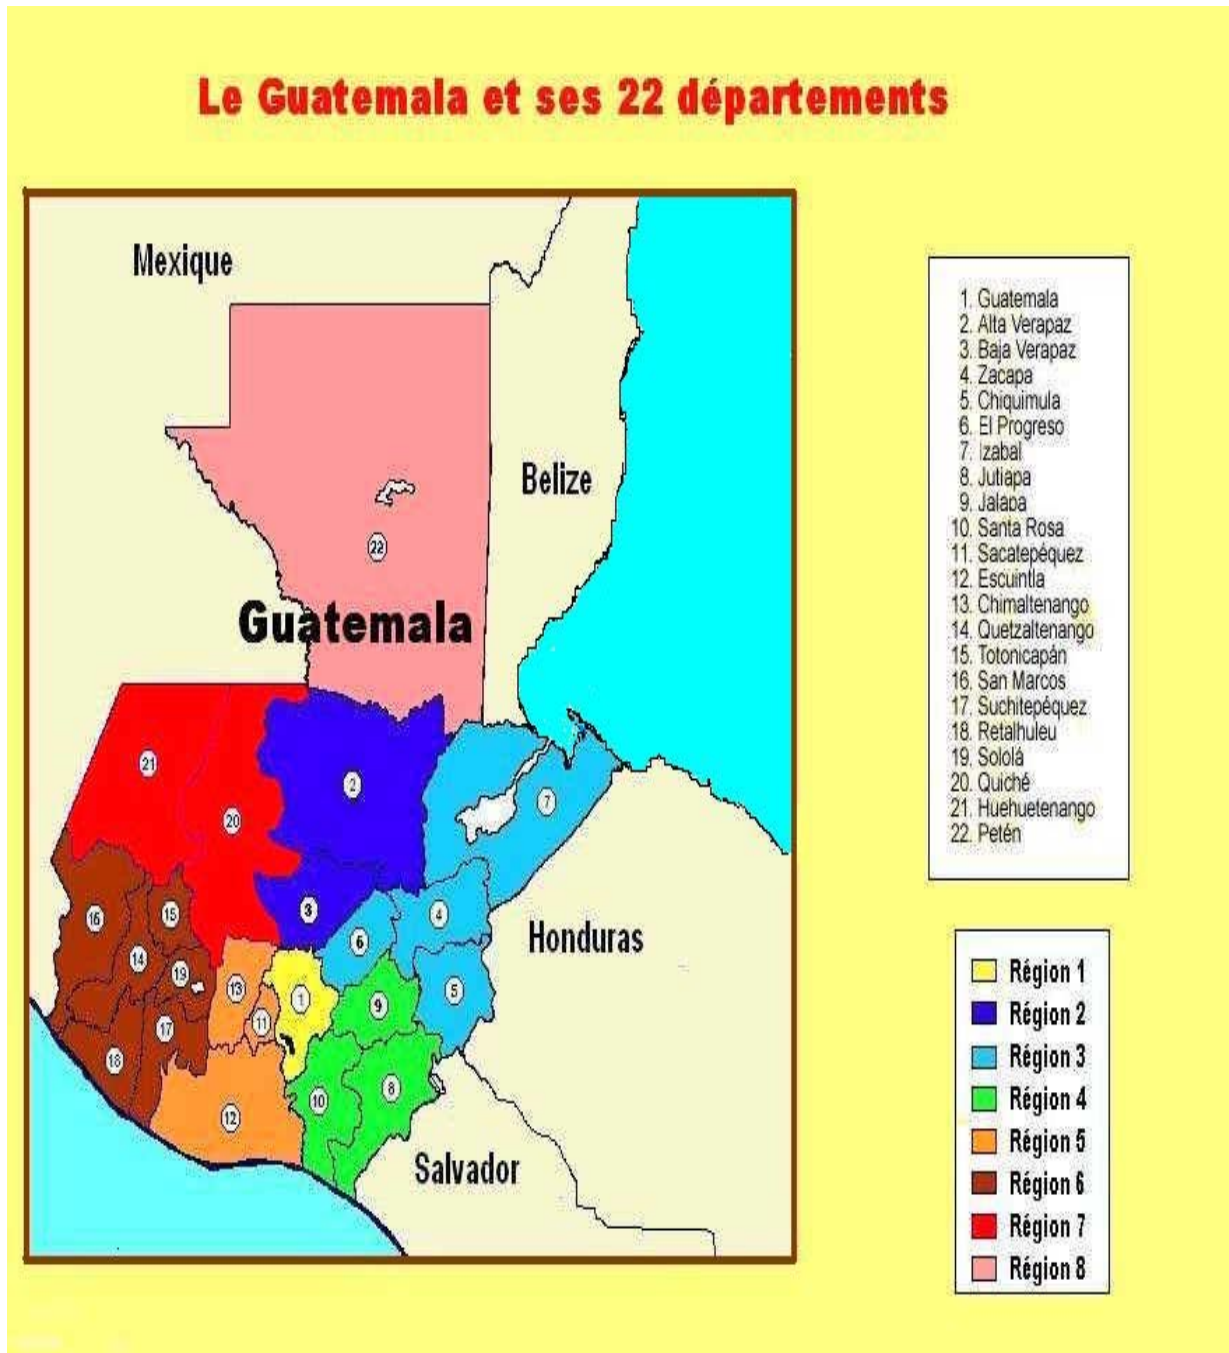 Le Guatemala et ses 22 départements
Mexique
Belize
22
Guatemala
21
2
20
7
16
15
3
4
6
14
19
13
1
9
5
11
17
18
10
8
12
Honduras
Salvador
1. Guatemala
2. Alta Verapaz
3. Baja Verapaz
4. Zacapa
5. Chiquimula
6. El Progreso
7. Izabal
8. Jutiapa
9. Jalapa
10. Santa Rosa
11. Sacatepéquez
12. Escuintla
13. Chimaltenango
14. Quetzaltenango
15. Totonicapán
16. San Marcos
17. Suchitepéquez
18. Retalhuleu
19. Sololá
20. Quiché
21. Huehuetenango
22. Petén
Région 1
Région 2
Région 3
Région 4
Région 5
Région 6
Région 7
Région 8